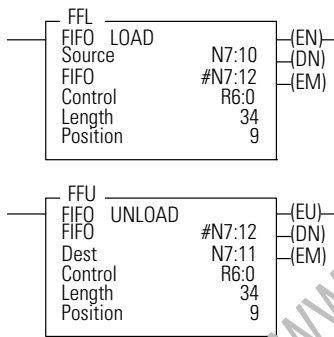 FFL
FIFO LOAD (EN)
Source N7:10 (DN)
FIFO #N7:12 (EM)
Control R6:0
Length 34
Position 9
FFU
FIFO UNLOAD (EU)
FIFO #N7:12 (DN)
Dest N7:11 (EM)
Control R6:0
Length 34
Position 9